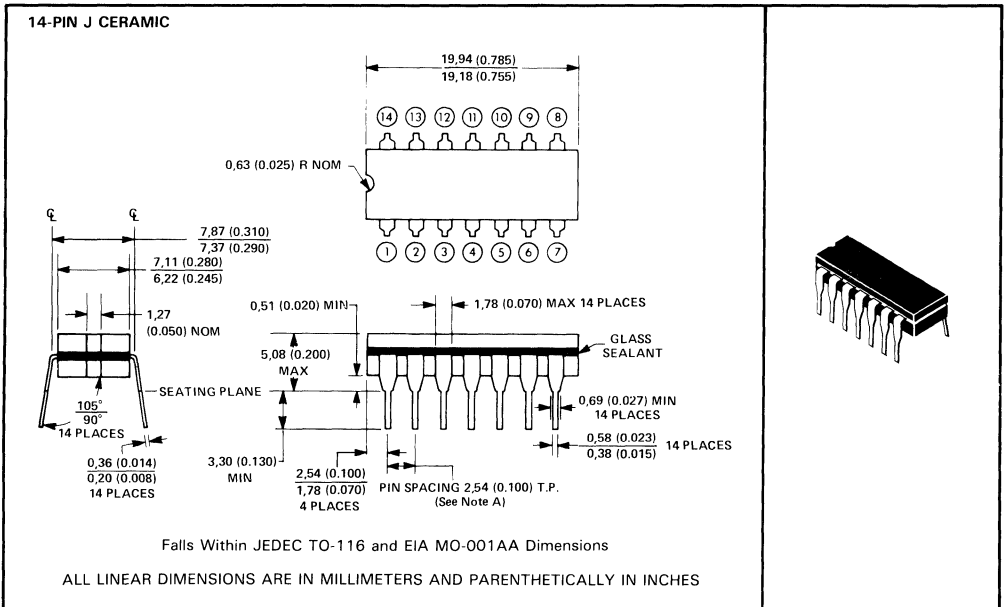 14-PIN J CERAMIC
19,94 (0.785)
19,18 (0.755)
14 13 12 11 10 9 8
0,63 (0.025) R NOM
1 2 3 4 5 6 7
℄ ℄
7,87 (0.310)
7,37 (0.290)
7,11 (0.280)
6,22 (0.245)
1,27
(0.050) NOM
0,51 (0.020) MIN
1,78 (0.070) MAX 14 PLACES
5,08 (0.200)
MAX
GLASS
SEALANT
SEATING PLANE
105°
90°
14 PLACES
0,36 (0.014)
0,20 (0.008)
14 PLACES
3,30 (0.130)
MIN
2,54 (0.100)
1,78 (0.070)
4 PLACES
PIN SPACING 2,54 (0.100) T.P.
(See Note A)
0,69 (0.027) MIN
14 PLACES
0,58 (0.023)
0,38 (0.015)
14 PLACES
Falls Within JEDEC TO-116 and EIA MO-001AA Dimensions
ALL LINEAR DIMENSIONS ARE IN MILLIMETERS AND PARENTHETICALLY IN INCHES